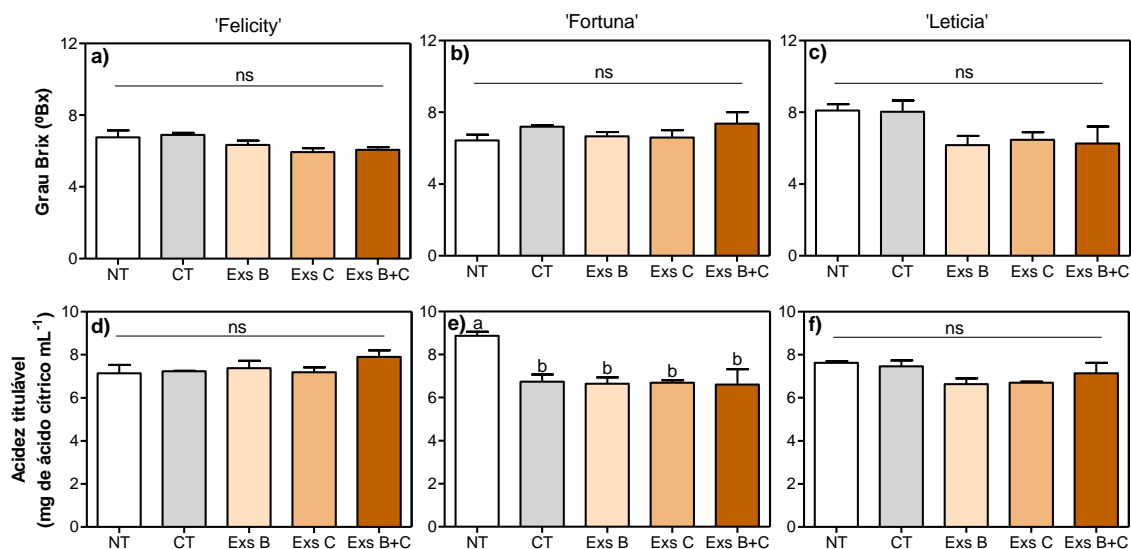 'Felicity'
'Fortuna'
'Leticia'
Grau Brix (ºBx)
12
8
4
0
a)
ns
NT CT Exs B Exs C Exs B+C
12
8
4
0
b)
ns
NT CT Exs B Exs C Exs B+C
12
8
4
0
c)
ns
NT CT Exs B Exs C Exs B+C
Acidez titulável
(mg de ácido cítrico mL⁻¹)
10
8
6
4
2
0
d)
ns
NT CT Exs B Exs C Exs B+C
10
8
6
4
2
0
e)
a
b b b b
NT CT Exs B Exs C Exs B+C
10
8
6
4
2
0
f)
ns
NT CT Exs B Exs C Exs B+C